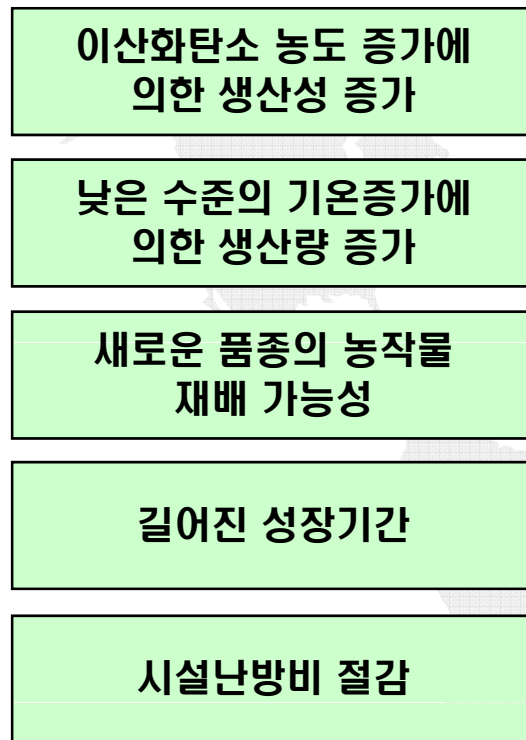 이산화탄소 농도 증가에
의한 생산성 증가
낮은 수준의 기온증가에
의한 생산량 증가
새로운 품종의 농작물
재배 가능성
길어진 성장기간
시설난방비 절감